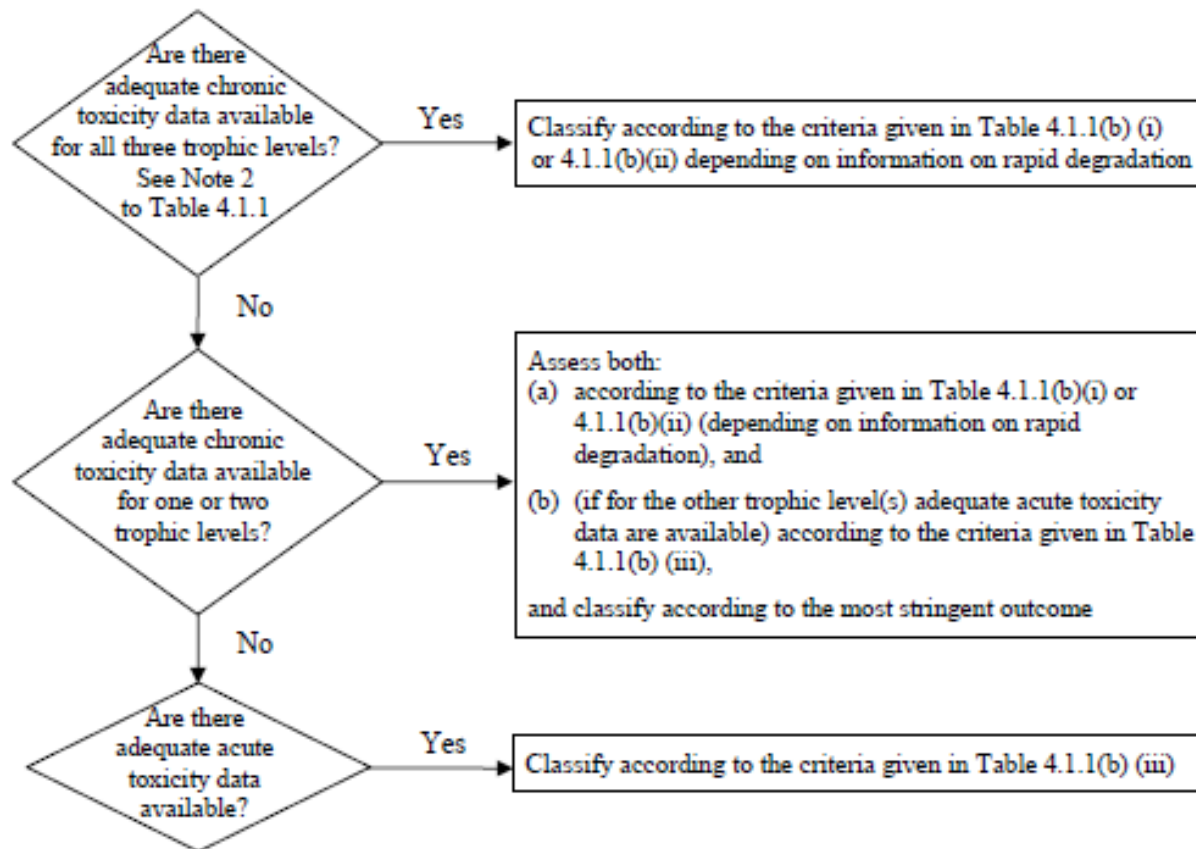 Are there
adequate chronic
toxicity data available
for all three trophic levels?
See Note 2
to Table 4.1.1
Yes
Classify according to the criteria given in Table 4.1.1(b) (i)
or 4.1.1(b)(ii) depending on information on rapid degradation
No
Are there
adequate chronic
toxicity data available
for one or two
trophic levels?
Yes
Assess both:
(a) according to the criteria given in Table 4.1.1(b)(i) or
4.1.1(b)(ii) (depending on information on rapid
degradation), and
(b) (if for the other trophic level(s) adequate acute toxicity
data are available) according to the criteria given in Table
4.1.1(b) (iii),
and classify according to the most stringent outcome
No
Are there
adequate acute
toxicity data
available?
Yes
Classify according to the criteria given in Table 4.1.1(b) (iii)